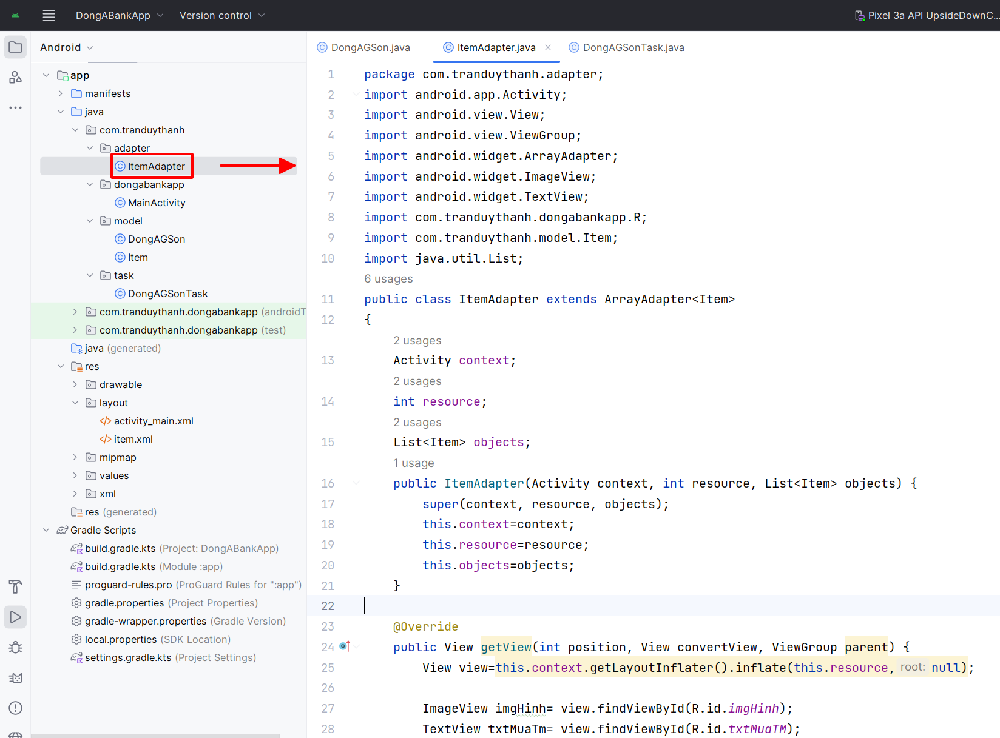 DongABankApp
Version control
Pixel 3a API UpsideDownC...
Android
app
manifests
java
com.tranduythanh
adapter
ItemAdapter
dongabankapp
MainActivity
model
DongAGSon
Item
task
DongAGSonTask
com.tranduythanh.dongabankapp (androidT
com.tranduythanh.dongabankapp (test)
java (generated)
res
drawable
layout
activity_main.xml
item.xml
mipmap
values
xml
res (generated)
Gradle Scripts
build.gradle.kts (Project: DongABankApp)
build.gradle.kts (Module :app)
proguard-rules.pro (ProGuard Rules for ":app")
gradle.properties (Project Properties)
gradle-wrapper.properties (Gradle Version)
local.properties (SDK Location)
settings.gradle.kts (Project Settings)
DongAGSon.java
ItemAdapter.java
DongAGSonTask.java
1 package com.tranduythanh.adapter;
2 import android.app.Activity;
3 import android.view.View;
4 import android.view.ViewGroup;
5 import android.widget.ArrayAdapter;
6 import android.widget.ImageView;
7 import android.widget.TextView;
8 import com.tranduythanh.dongabankapp.R;
9 import com.tranduythanh.model.Item;
10 import java.util.List;
6 usages
11 public class ItemAdapter extends ArrayAdapter<Item>
12 {
2 usages
13 Activity context;
2 usages
14 int resource;
2 usages
15 List<Item> objects;
1 usage
16 public ItemAdapter(Activity context, int resource, List<Item> objects) {
17 super(context, resource, objects);
18 this.context=context;
19 this.resource=resource;
20 this.objects=objects;
21 }
22
23 @Override
24 public View getView(int position, View convertView, ViewGroup parent) {
25 View view=this.context.getLayoutInflater().inflate(this.resource, root: null);
26
27 ImageView imgHinh= view.findViewById(R.id.imgHinh);
28 TextView txtMuaTm= view.findViewById(R.id.txtMuaTM);